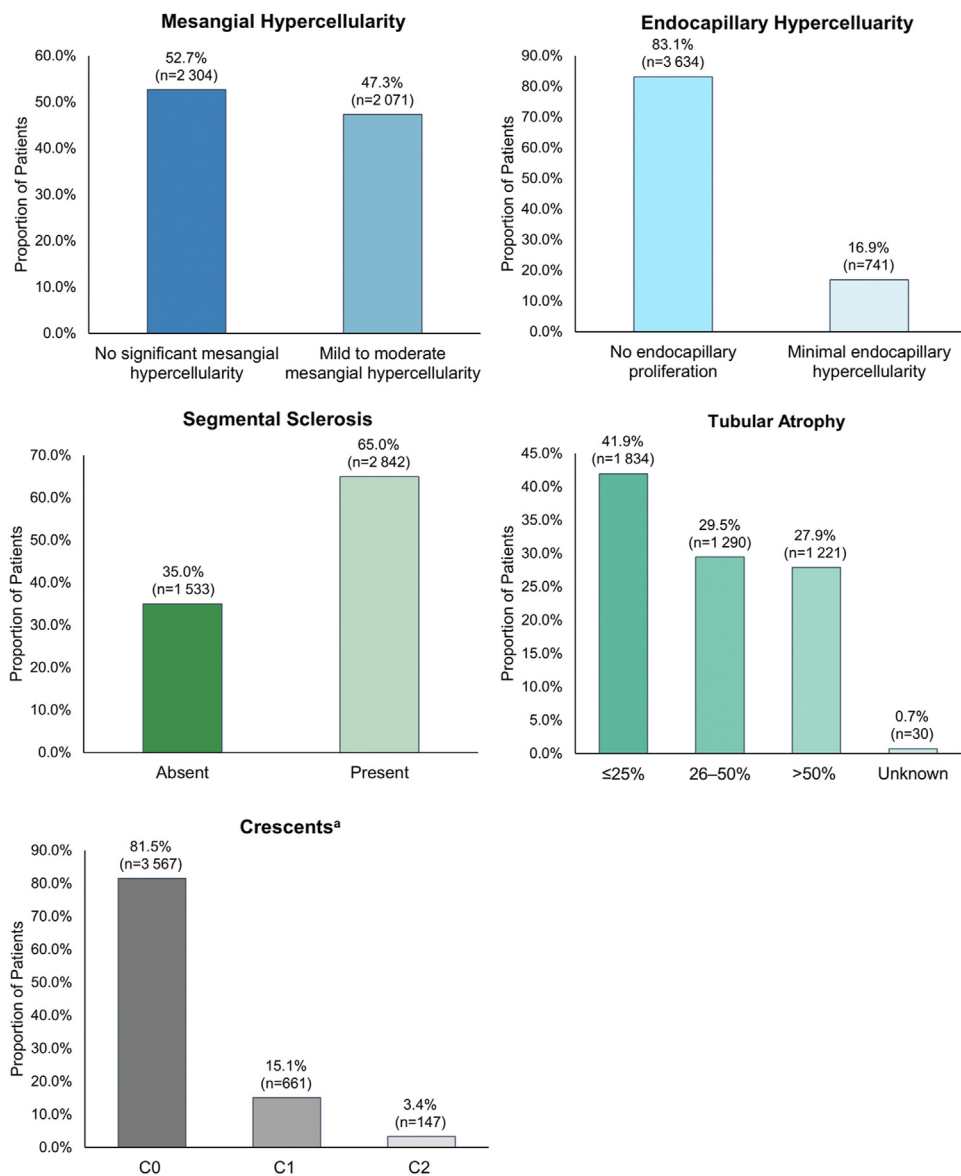 Mesangial Hypercellularity
Proportion of Patients
60.0%
50.0%
40.0%
30.0%
20.0%
10.0%
0.0%
52.7%
(n=2 304)
47.3%
(n=2 071)
No significant mesangial
hypercellularity
Mild to moderate
mesangial hypercellularity
Endocapillary Hypercelluarity
Proportion of Patients
90.0%
80.0%
70.0%
60.0%
50.0%
40.0%
30.0%
20.0%
10.0%
0.0%
83.1%
(n=3 634)
16.9%
(n=741)
No endocapillary
proliferation
Minimal endocapillary
hypercellularity
Segmental Sclerosis
Proportion of Patients
70.0%
60.0%
50.0%
40.0%
30.0%
20.0%
10.0%
0.0%
35.0%
(n=1 533)
65.0%
(n=2 842)
Absent
Present
Tubular Atrophy
Proportion of Patients
45.0%
40.0%
35.0%
30.0%
25.0%
20.0%
15.0%
10.0%
5.0%
0.0%
41.9%
(n=1 834)
29.5%
(n=1 290)
27.9%
(n=1 221)
0.7%
(n=30)
≤25%
26–50%
>50%
Unknown
Crescentsᵃ
Proportion of Patients
90.0%
80.0%
70.0%
60.0%
50.0%
40.0%
30.0%
20.0%
10.0%
0.0%
81.5%
(n=3 567)
15.1%
(n=661)
3.4%
(n=147)
C0
C1
C2